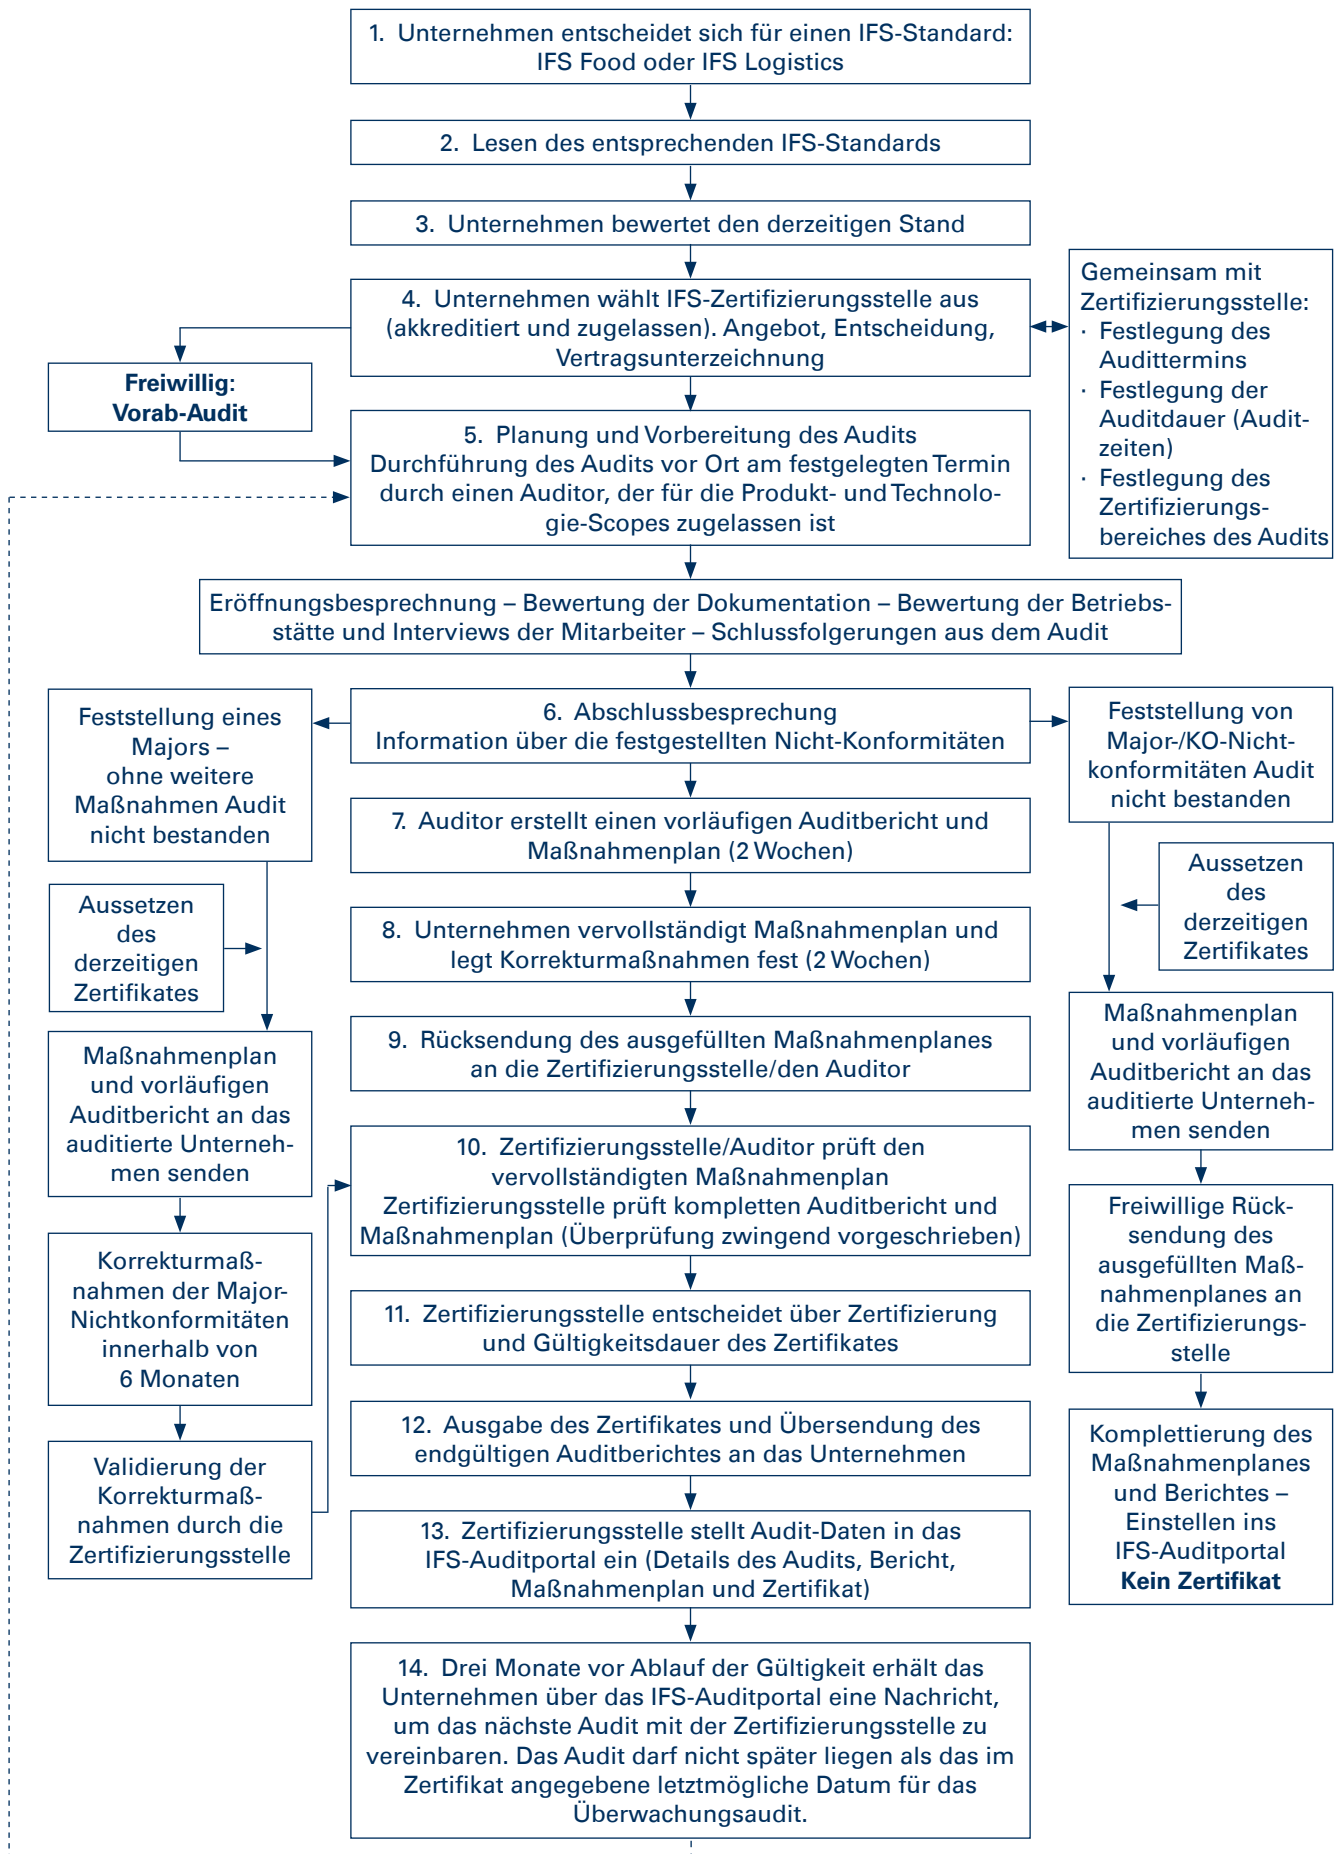 1. Unternehmen entscheidet sich für einen IFS-Standard:
IFS Food oder IFS Logistics
2. Lesen des entsprechenden IFS-Standards
3. Unternehmen bewertet den derzeitigen Stand
4. Unternehmen wählt IFS-Zertifizierungsstelle aus
(akkreditiert und zugelassen). Angebot, Entscheidung,
Vertragsunterzeichnung
Gemeinsam mit
Zertifizierungsstelle:
· Festlegung des
Audittermins
· Festlegung der
Auditdauer (Audit-
zeiten)
· Festlegung des
Zertifizierungs-
bereiches des Audits
Freiwillig:
Vorab-Audit
5. Planung und Vorbereitung des Audits
Durchführung des Audits vor Ort am festgelegten Termin
durch einen Auditor, der für die Produkt- und Technolo-
gie-Scopes zugelassen ist
Eröffnungsbesprechnung – Bewertung der Dokumentation – Bewertung der Betriebs-
stätte und Interviews der Mitarbeiter – Schlussfolgerungen aus dem Audit
6. Abschlussbesprechung
Information über die festgestellten Nicht-Konformitäten
Feststellung eines
Majors –
ohne weitere
Maßnahmen Audit
nicht bestanden
Aussetzen
des
derzeitigen
Zertifikates
Maßnahmenplan
und vorläufigen
Auditbericht an das
auditierte Unterneh-
men senden
Korrekturmaß-
nahmen der Major-
Nichtkonformitäten
innerhalb von
6 Monaten
Validierung der
Korrekturmaß-
nahmen durch die
Zertifizierungsstelle
7. Auditor erstellt einen vorläufigen Auditbericht und
Maßnahmenplan (2 Wochen)
8. Unternehmen vervollständigt Maßnahmenplan und
legt Korrekturmaßnahmen fest (2 Wochen)
9. Rücksendung des ausgefüllten Maßnahmenplanes
an die Zertifizierungsstelle/den Auditor
10. Zertifizierungsstelle/Auditor prüft den
vervollständigten Maßnahmenplan
Zertifizierungsstelle prüft kompletten Auditbericht und
Maßnahmenplan (Überprüfung zwingend vorgeschrieben)
11. Zertifizierungsstelle entscheidet über Zertifizierung
und Gültigkeitsdauer des Zertifikates
12. Ausgabe des Zertifikates und Übersendung des
endgültigen Auditberichtes an das Unternehmen
13. Zertifizierungsstelle stellt Audit-Daten in das
IFS-Auditportal ein (Details des Audits, Bericht,
Maßnahmenplan und Zertifikat)
14. Drei Monate vor Ablauf der Gültigkeit erhält das
Unternehmen über das IFS-Auditportal eine Nachricht,
um das nächste Audit mit der Zertifizierungsstelle zu
vereinbaren. Das Audit darf nicht später liegen als das im
Zertifikat angegebene letztmögliche Datum für das
Überwachungsaudit.
Feststellung von
Major-/KO-Nicht-
konformitäten Audit
nicht bestanden
Aussetzen
des
derzeitigen
Zertifikates
Maßnahmenplan
und vorläufigen
Auditbericht an das
auditierte Unterneh-
men senden
Freiwillige Rück-
sendung des
ausgefüllten Maß-
nahmenplanes an
die Zertifizierungs-
stelle
Komplettierung des
Maßnahmenplanes
und Berichtes –
Einstellen ins
IFS-Auditportal
Kein Zertifikat